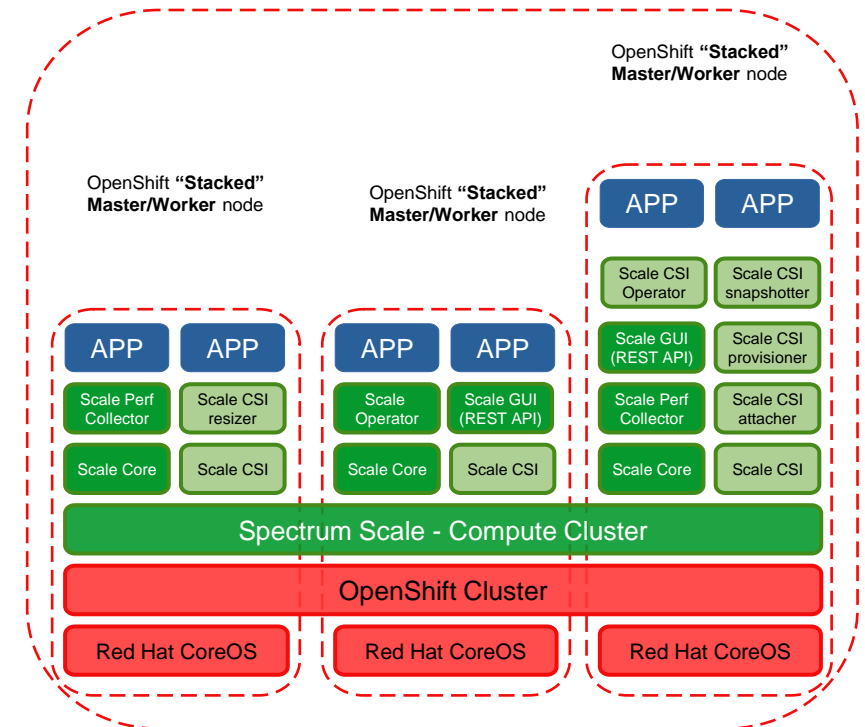 OpenShift “Stacked”
Master/Worker node
OpenShift “Stacked”
Master/Worker node
OpenShift “Stacked”
Master/Worker node
APP APP
Scale CSI
Operator
Scale CSI
snapshotter
Scale GUI
(REST API)
Scale CSI
provisioner
Scale Perf
Collector
Scale CSI
attacher
Scale Core
Scale CSI
APP APP
Scale Perf
Collector
Scale CSI
resizer
Scale Core
Scale CSI
APP APP
Scale
Operator
Scale GUI
(REST API)
Scale Core
Scale CSI
Spectrum Scale - Compute Cluster
OpenShift Cluster
Red Hat CoreOS
Red Hat CoreOS
Red Hat CoreOS